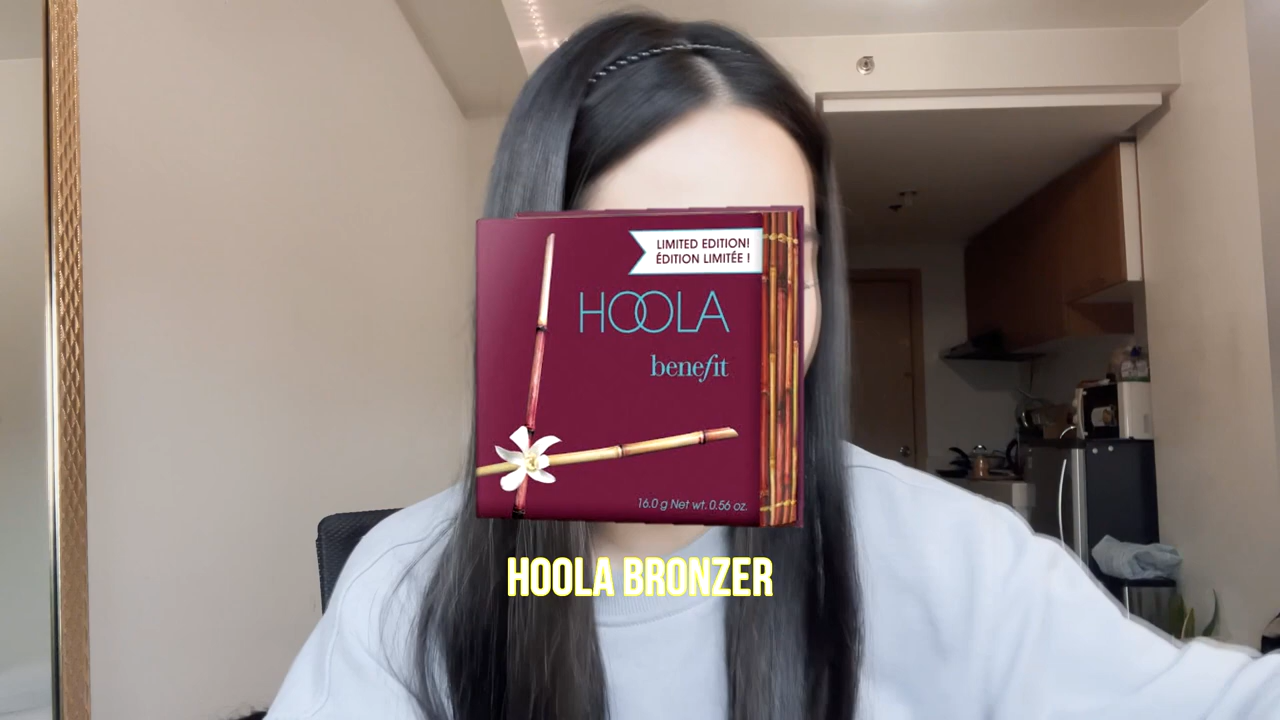 LIMITED EDITION!
ÉDITION LIMITÉE !
HOOLA
benefit
16.0 g Net wt. 0.56 oz.
HOOLA BRONZER